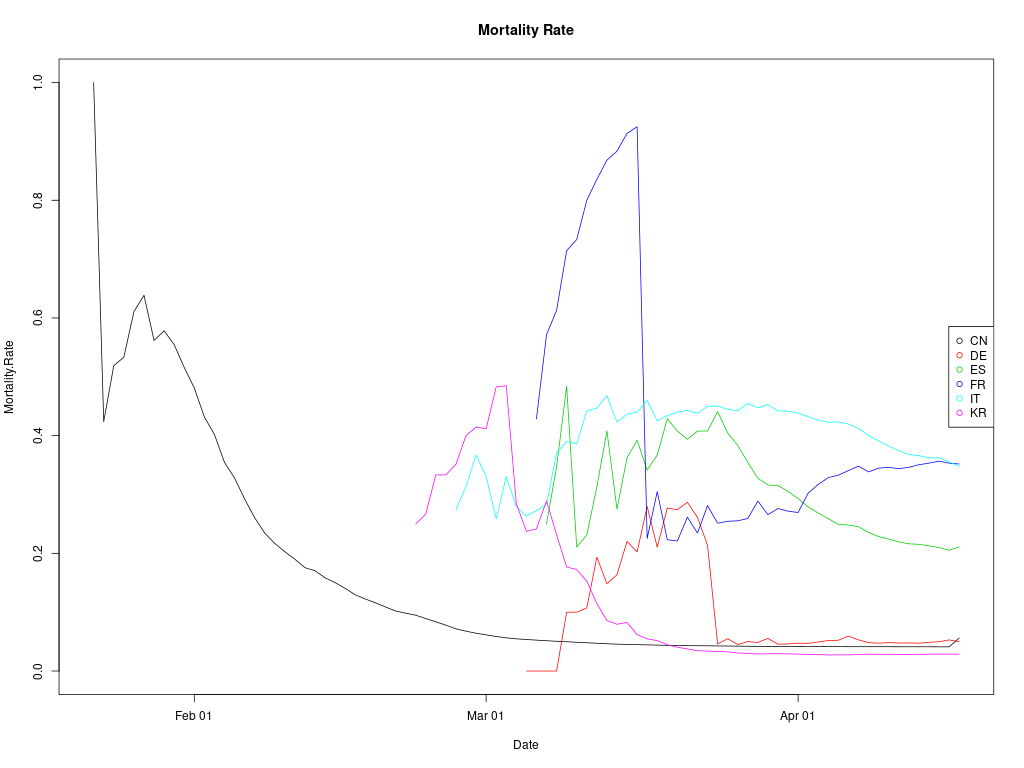 Mortality Rate
Mortality.Rate
1.0
0.8
0.6
0.4
0.2
0.0
CN
DE
ES
FR
IT
KR
Feb 01
Mar 01
Apr 01
Date